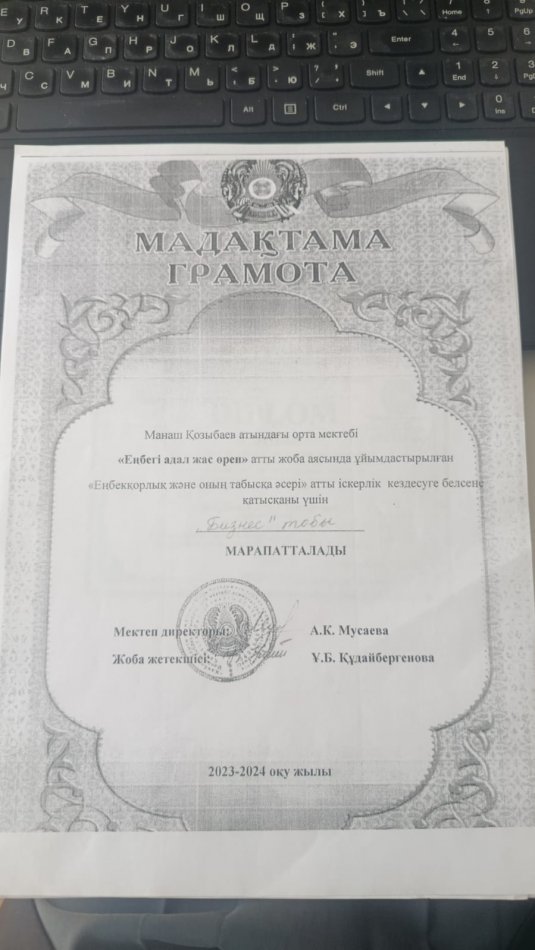 МАДАҚТАМА
ГРАМОТА
Манаш Қозыбаев атындағы орта мектебі
«Еңбегі адал жас өрен» атты жоба аясында ұйымдастырылған
«Еңбекқорлық және оның табысқа әсері» атты іскерлік кездесуге белсене
қатысқаны үшін
„Бизнес" тобы
МАРАПАТТАЛАДЫ
Мектеп директоры: А.К. Мусаева
Жоба жетекшісі: Ұ.Б. Құдайбергенова
2023-2024 оқу жылы